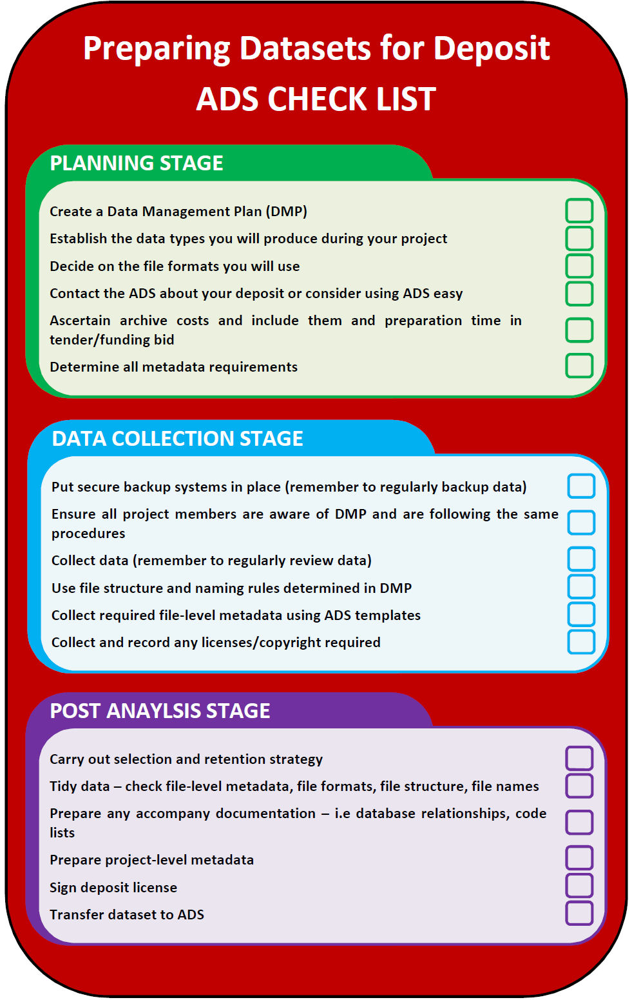 Preparing Datasets for Deposit
ADS CHECK LIST
PLANNING STAGE
Create a Data Management Plan (DMP)
Establish the data types you will produce during your project
Decide on the file formats you will use
Contact the ADS about your deposit or consider using ADS easy
Ascertain archive costs and include them and preparation time in
tender/funding bid
Determine all metadata requirements
DATA COLLECTION STAGE
Put secure backup systems in place (remember to regularly backup data)
Ensure all project members are aware of DMP and are following the same
procedures
Collect data (remember to regularly review data)
Use file structure and naming rules determined in DMP
Collect required file-level metadata using ADS templates
Collect and record any licenses/copyright required
POST ANAYLSIS STAGE
Carry out selection and retention strategy
Tidy data – check file-level metadata, file formats, file structure, file names
Prepare any accompany documentation – i.e database relationships, code
lists
Prepare project-level metadata
Sign deposit license
Transfer dataset to ADS